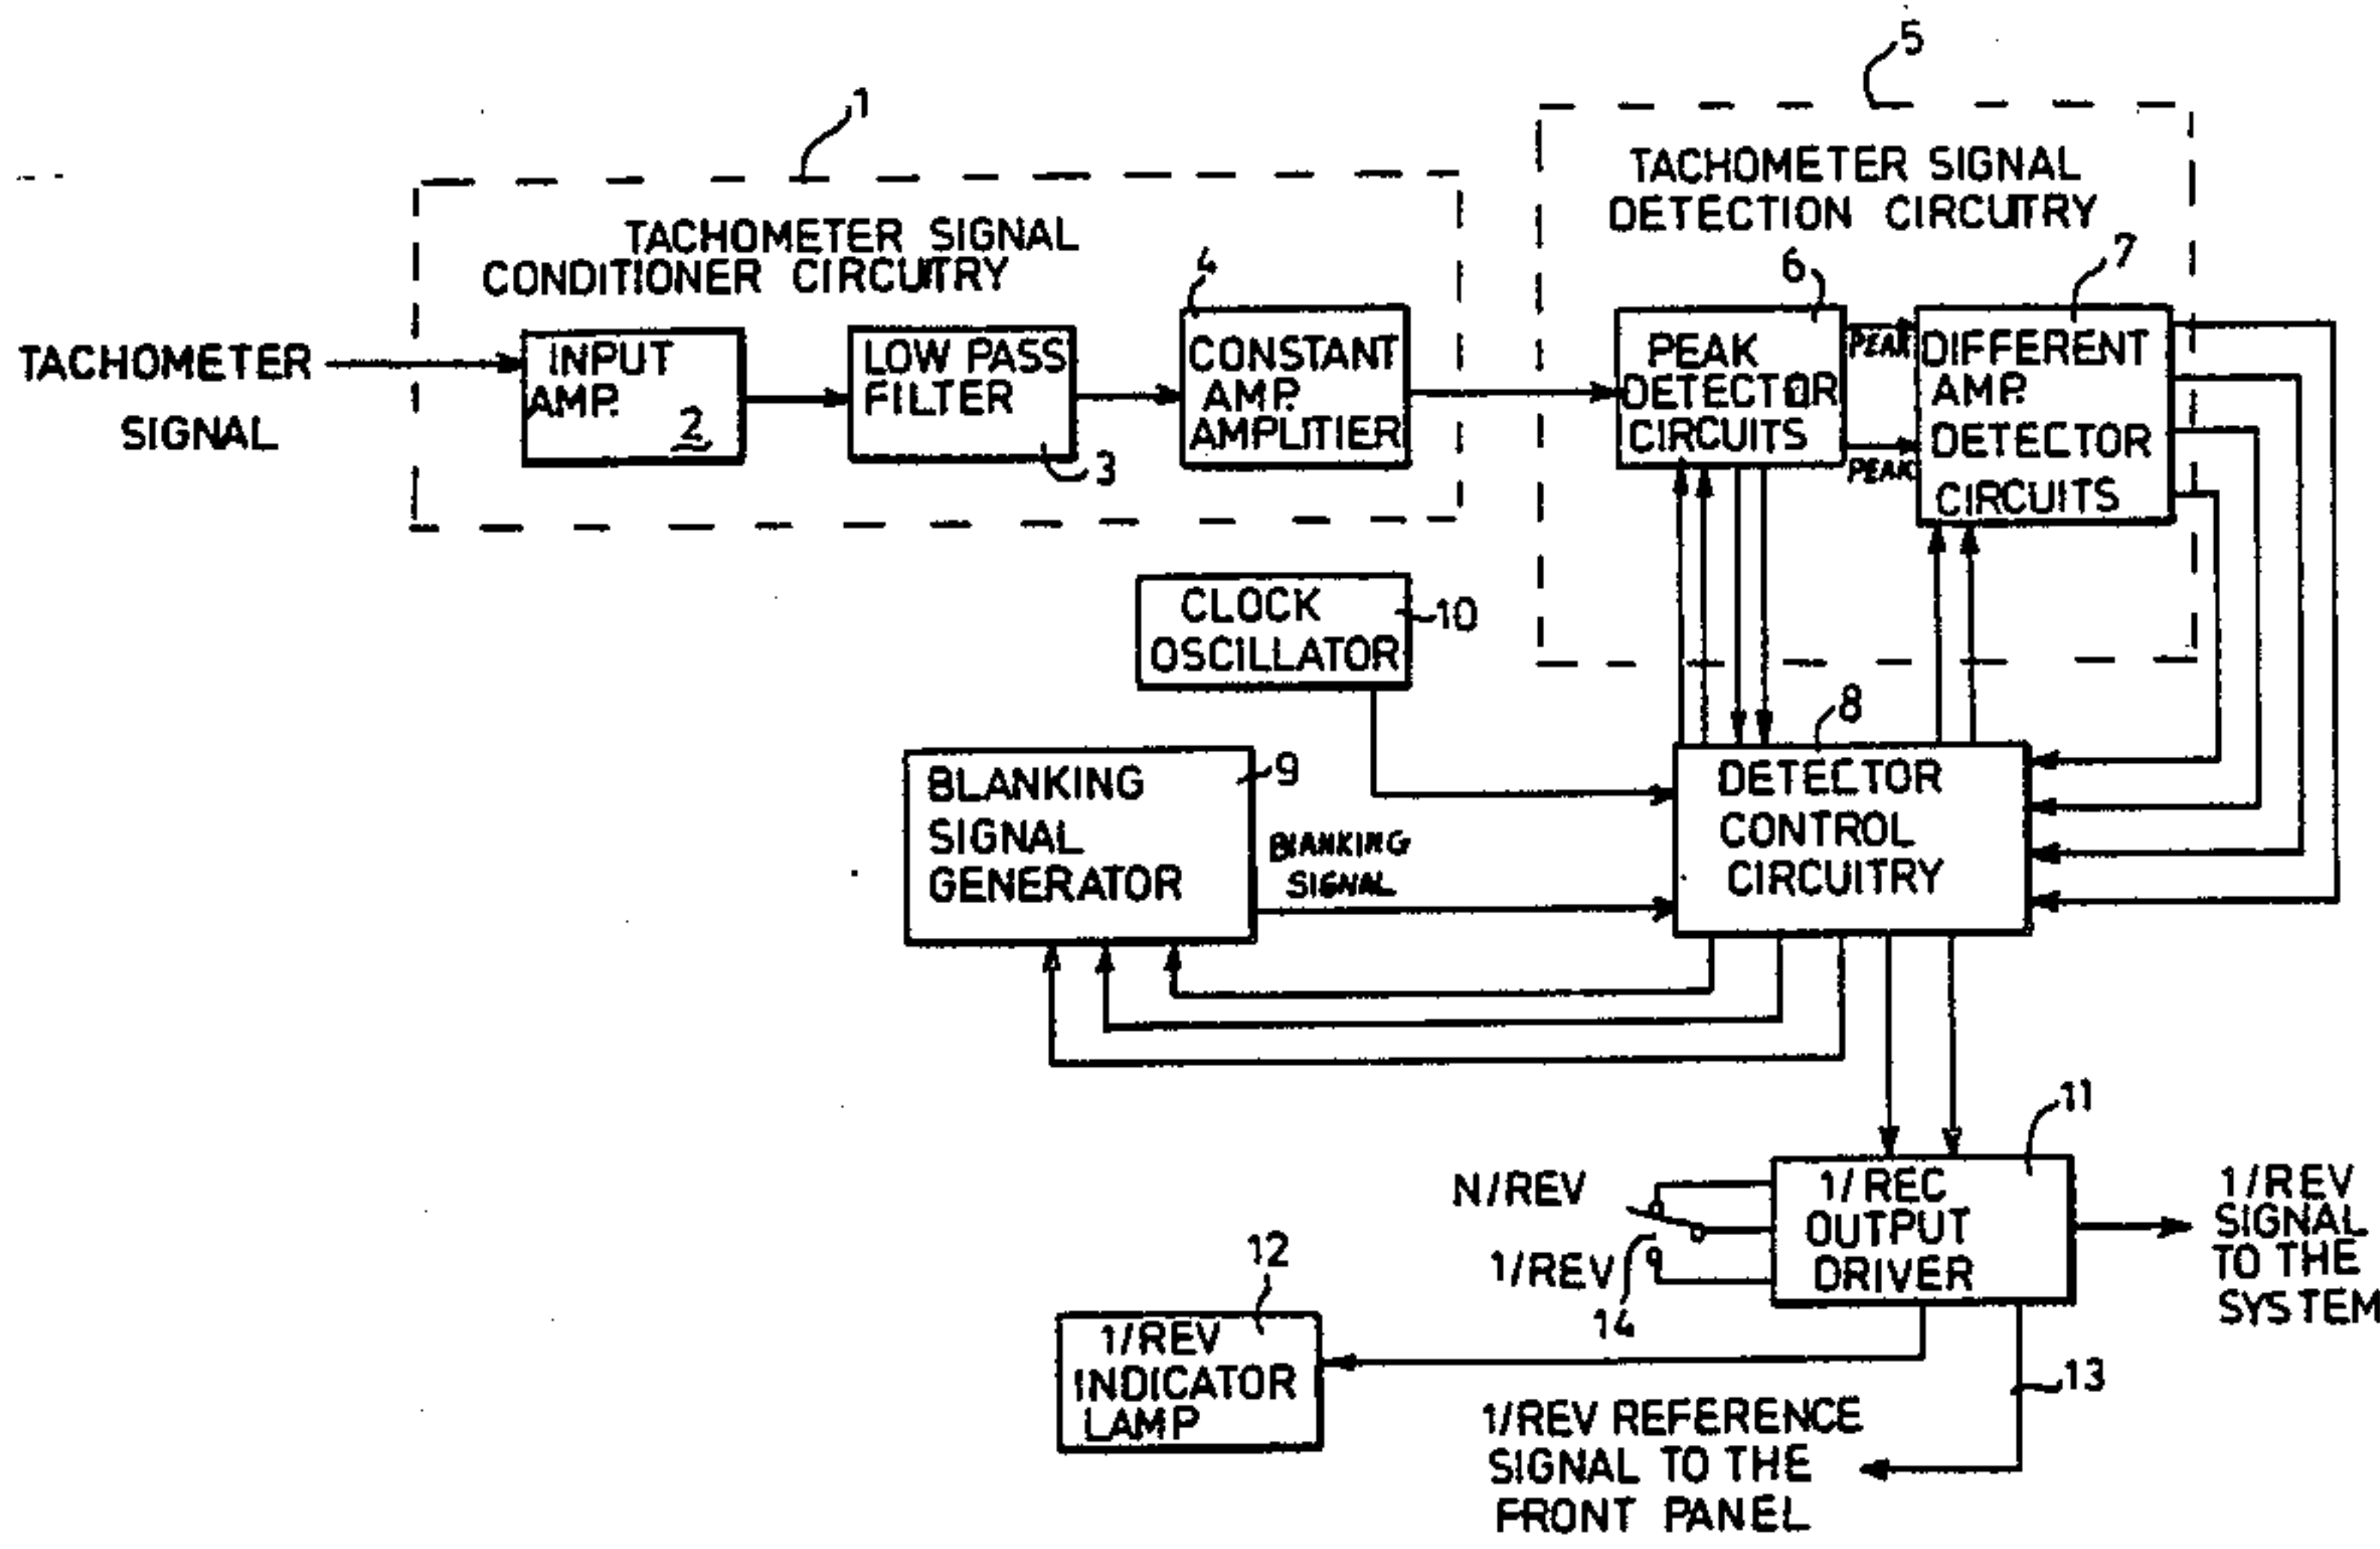 1
5
TACHOMETER SIGNAL
CONDITIONER CIRCUITRY
TACHOMETER SIGNAL
DETECTION CIRCUITRY
TACHOMETER
SIGNAL
INPUT
AMP.
2
LOW PASS
FILTER
3
4
CONSTANT
AMP.
AMPLITIER
6
PEAK
DETECTOR
CIRCUITS
PEAK
PEAK
7
DIFFERENT
AMP.
DETECTOR
CIRCUITS
CLOCK
OSCILLATOR
10
8
DETECTOR
CONTROL
CIRCUITRY
BLANKING
SIGNAL
GENERATOR
9
BLANKING
SIGNAL
11
1/REC
OUTPUT
DRIVER
N/REV
1/REV
14
1/REV
SIGNAL
TO THE
SYSTEM
12
1/REV
INDICATOR
LAMP
13
1/REV REFERENCE
SIGNAL TO THE
FRONT PANEL